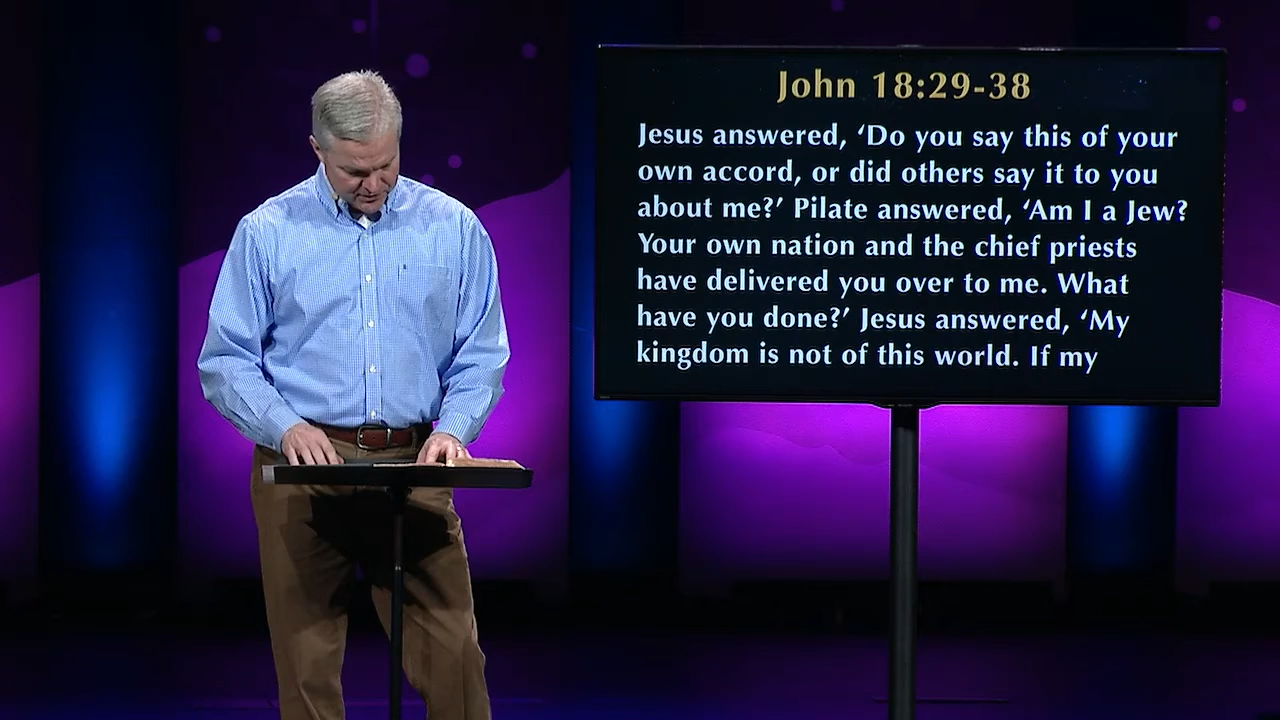 John 18:29-38
Jesus answered, ‘Do you say this of your
own accord, or did others say it to you
about me?’ Pilate answered, ‘Am I a Jew?
Your own nation and the chief priests
have delivered you over to me. What
have you done?’ Jesus answered, ‘My
kingdom is not of this world. If my